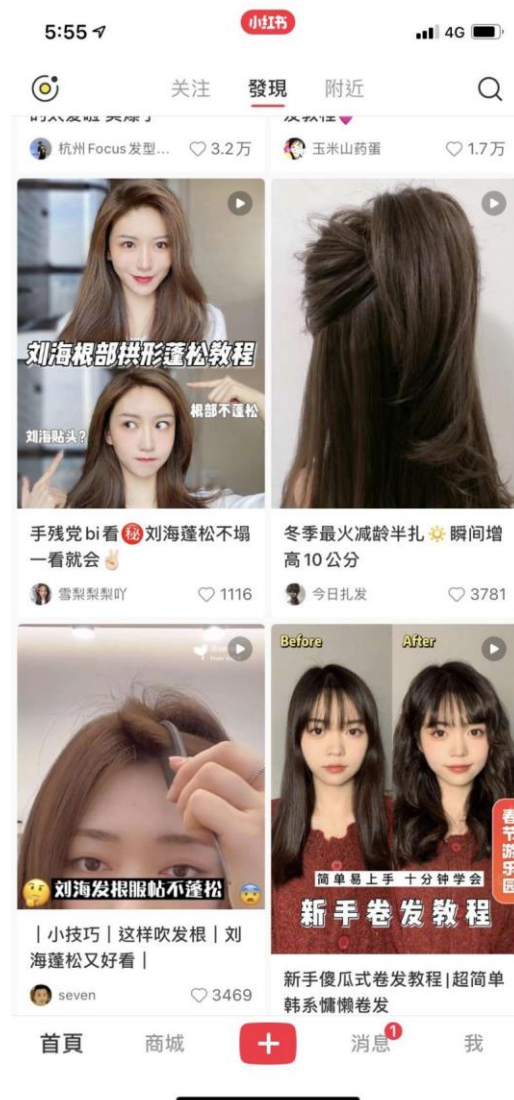 5:55
小红书
4G
关注 發現 附近
杭州Focus发型... 3.2万
发教程
玉米山药蛋 1.7万
刘海根部拱形蓬松教程
根部不蓬松
刘海贴头?
手残党bi看㊙刘海蓬松不塌
一看就会✌🏻
雪梨梨梨吖 1116
冬季最火减龄半扎🔆瞬间增
高10公分
今日扎发 3781
刘海发根服帖不蓬松
|小技巧|这样吹发根|刘
海蓬松又好看|
seven 3469
Before After
春节游乐园
简单易上手 十分钟学会
新手卷发教程
新手傻瓜式卷发教程|超简单
韩系慵懒卷发
首頁 商城 消息 1 我